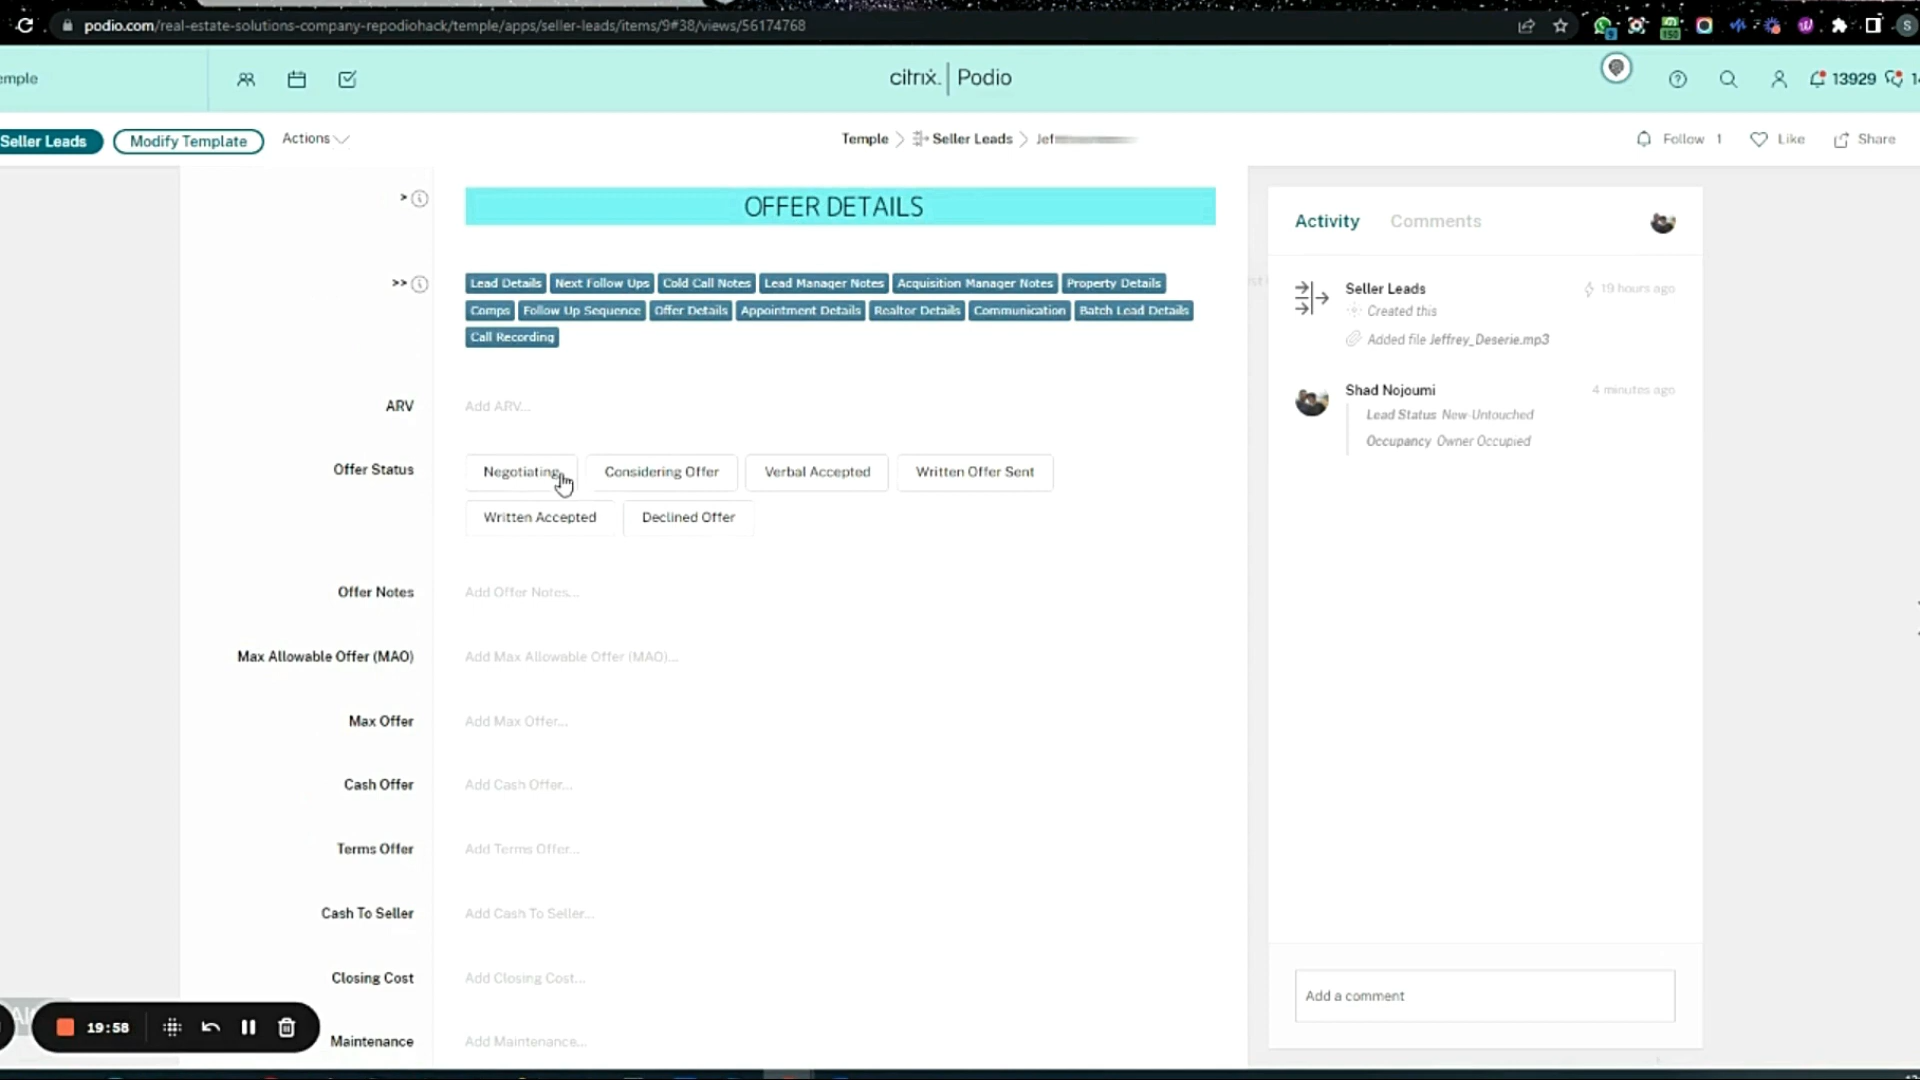 podio.com/real-estate-solutions-company-repodiohack/temple/apps/seller-leads/items/9#38/views/56174768
9
150
S
emple
citrix. | Podio
13929
14
Seller Leads
Modify Template
Actions
Temple > Seller Leads > Jef
Follow 1
Like
Share
>
OFFER DETAILS
>>
Lead Details Next Follow Ups Cold Call Notes Lead Manager Notes Acquisition Manager Notes Property Details
Comps Follow Up Sequence Offer Details Appointment Details Realtor Details Communication Batch Lead Details
Call Recording
ARV
Add ARV...
Offer Status
Negotiating Considering Offer Verbal Accepted Written Offer Sent
Written Accepted Declined Offer
Offer Notes
Add Offer Notes...
Max Allowable Offer (MAO)
Add Max Allowable Offer (MAO)...
Max Offer
Add Max Offer...
Cash Offer
Add Cash Offer...
Terms Offer
Add Terms Offer...
Cash To Seller
Add Cash To Seller...
Closing Cost
Add Closing Cost...
Maintenance
Add Maintenance...
19:58
Activity Comments
Seller Leads
19 hours ago
Created this
Added file Jeffrey_Deserie.mp3
Shad Nojoumi
4 minutes ago
Lead Status New-Untouched
Occupancy Owner Occupied
Add a comment